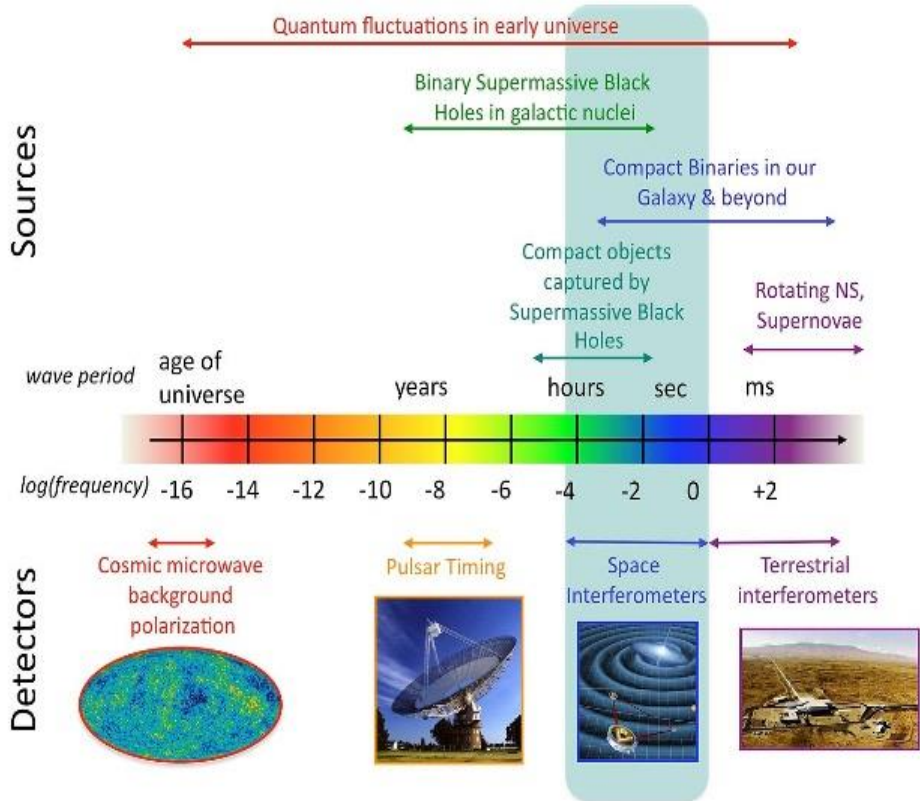 Quantum fluctuations in early universe
Binary Supermassive Black
Holes in galactic nuclei
Compact Binaries in our
Galaxy & beyond
Compact objects
captured by
Supermassive Black
Holes
Rotating NS,
Supernovae
Sources
wave period
age of
universe
years
hours
sec
ms
log(frequency)
-16
-14
-12
-10
-8
-6
-4
-2
0
+2
Detectors
Cosmic microwave
background
polarization
Pulsar Timing
Space
Interferometers
Terrestrial
interferometers